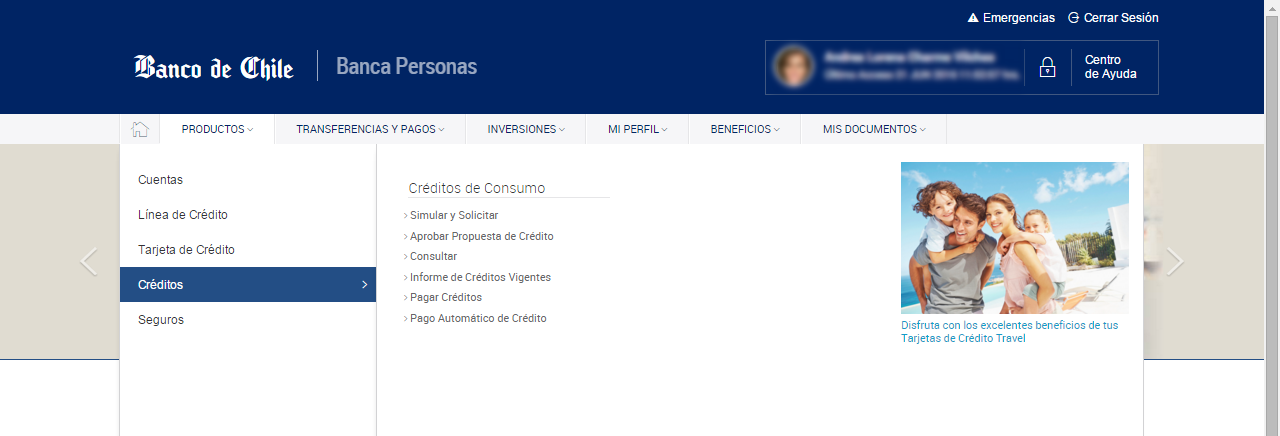 Emergencias
Cerrar Sesión
Banco de Chile
Banca Personas
Centro
de Ayuda
PRODUCTOS
TRANSFERENCIAS Y PAGOS
INVERSIONES
MI PERFIL
BENEFICIOS
MIS DOCUMENTOS
Cuentas
Línea de Crédito
Tarjeta de Crédito
Créditos
Seguros
Créditos de Consumo
Simular y Solicitar
Aprobar Propuesta de Crédito
Consultar
Informe de Créditos Vigentes
Pagar Créditos
Pago Automático de Crédito
Disfruta con los excelentes beneficios de tus
Tarjetas de Crédito Travel